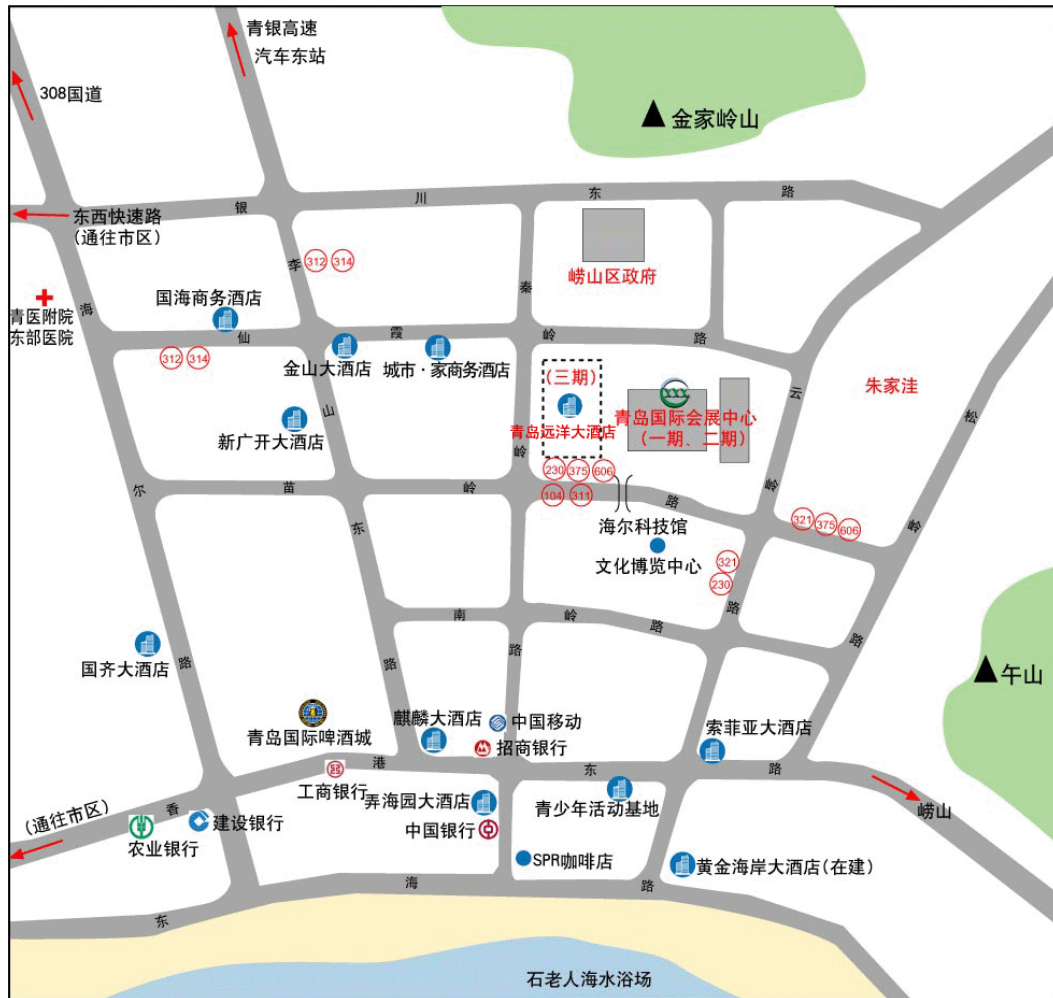 青银高速
汽车东站
308国道
金家岭山
银川东路
东西快速路
(通往市区)
崂山区政府
312 314
青医附院
东部医院
国海商务酒店
仙霞岭路
312 314
金山大酒店
城市·家商务酒店
(三期)
青岛远洋大酒店
青岛国际会展中心
(一期、二期)
朱家洼
新广开大酒店
230 375 606
104 311
苗岭路
321 375 606
海尔科技馆
文化博览中心
321
230
海尔路
李山东路
秦岭路
云岭路
松岭路
南岭路
国齐大酒店
午山
青岛国际啤酒城
麒麟大酒店
中国移动
招商银行
索菲亚大酒店
香港东路
工商银行
弄海园大酒店
青少年活动基地
崂山
(通往市区)
农业银行
建设银行
中国银行
SPR咖啡店
黄金海岸大酒店(在建)
东海路
石老人海水浴场